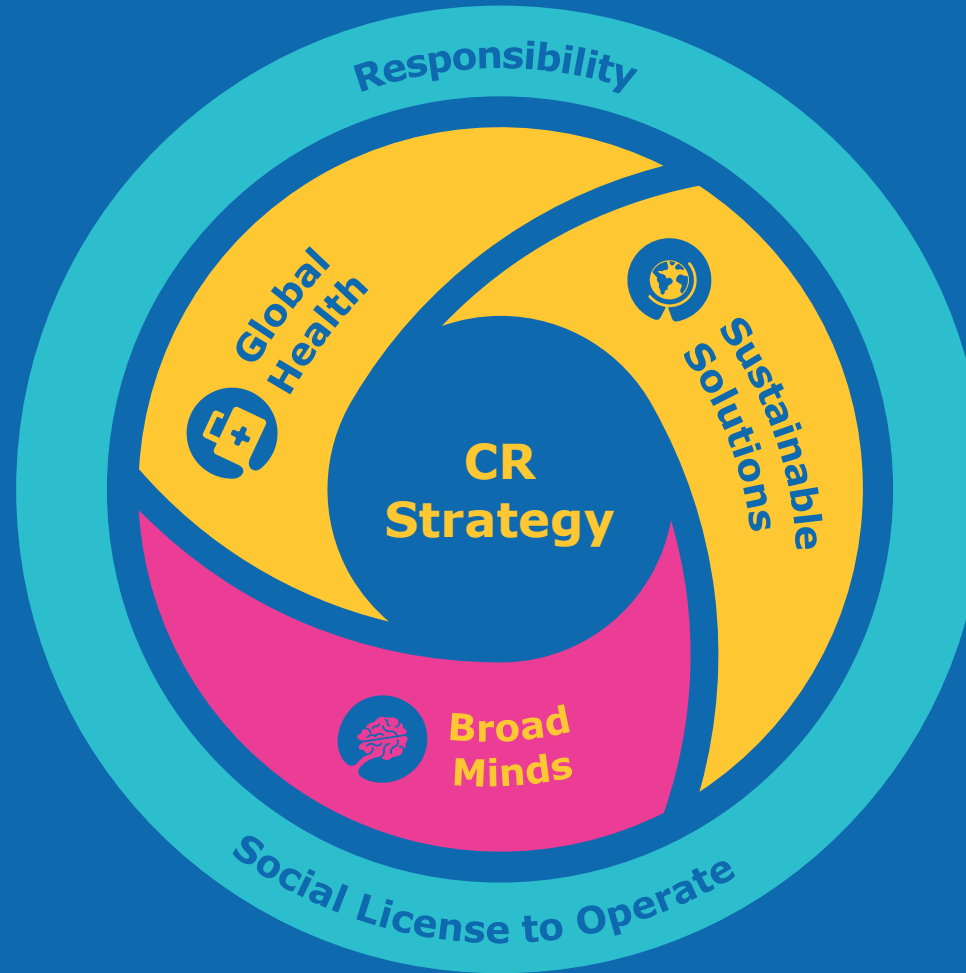 Responsibility
Global
Health
Sustainable
Solutions
CR
Strategy
Broad
Minds
Social License to Operate